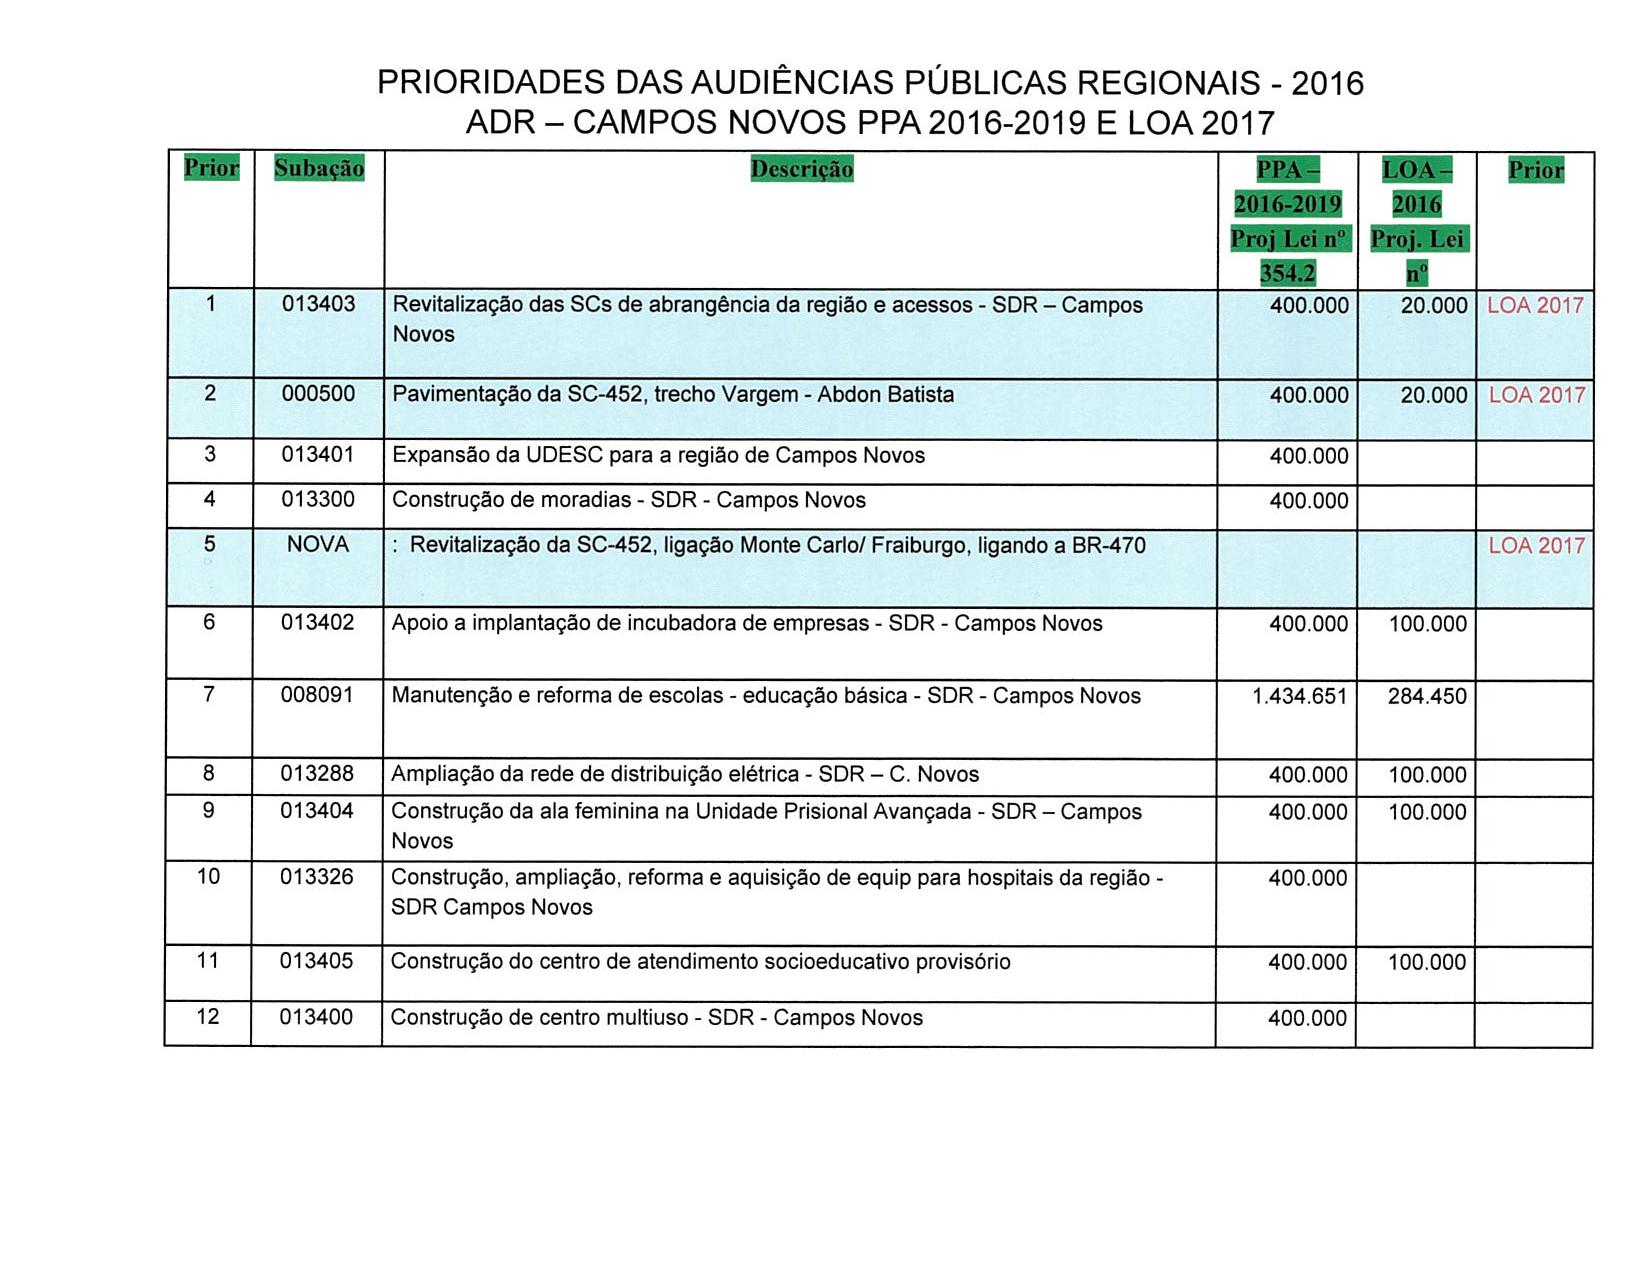 PRIORIDADES DAS AUDIÊNCIAS PÚBLICAS REGIONAIS - 2016
ADR – CAMPOS NOVOS PPA 2016-2019 E LOA 2017
Prior Subação Descrição PPA – 2016-2019 Proj Lei nº 354.2 LOA – 2016 Proj. Lei nº Prior
1 013403 Revitalização das SCs de abrangência da região e acessos - SDR – Campos 400.000 20.000 LOA 2017
Novos
2 000500 Pavimentação da SC-452, trecho Vargem - Abdon Batista 400.000 20.000 LOA 2017
3 013401 Expansão da UDESC para a região de Campos Novos 400.000
4 013300 Construção de moradias - SDR - Campos Novos 400.000
5 NOVA : Revitalização da SC-452, ligação Monte Carlo/ Fraiburgo, ligando a BR-470 LOA 2017
6 013402 Apoio a implantação de incubadora de empresas - SDR - Campos Novos 400.000 100.000
7 008091 Manutenção e reforma de escolas - educação básica - SDR - Campos Novos 1.434.651 284.450
8 013288 Ampliação da rede de distribuição elétrica - SDR – C. Novos 400.000 100.000
9 013404 Construção da ala feminina na Unidade Prisional Avançada - SDR – Campos 400.000 100.000
Novos
10 013326 Construção, ampliação, reforma e aquisição de equip para hospitais da região - 400.000
SDR Campos Novos
11 013405 Construção do centro de atendimento socioeducativo provisório 400.000 100.000
12 013400 Construção de centro multiuso - SDR - Campos Novos 400.000